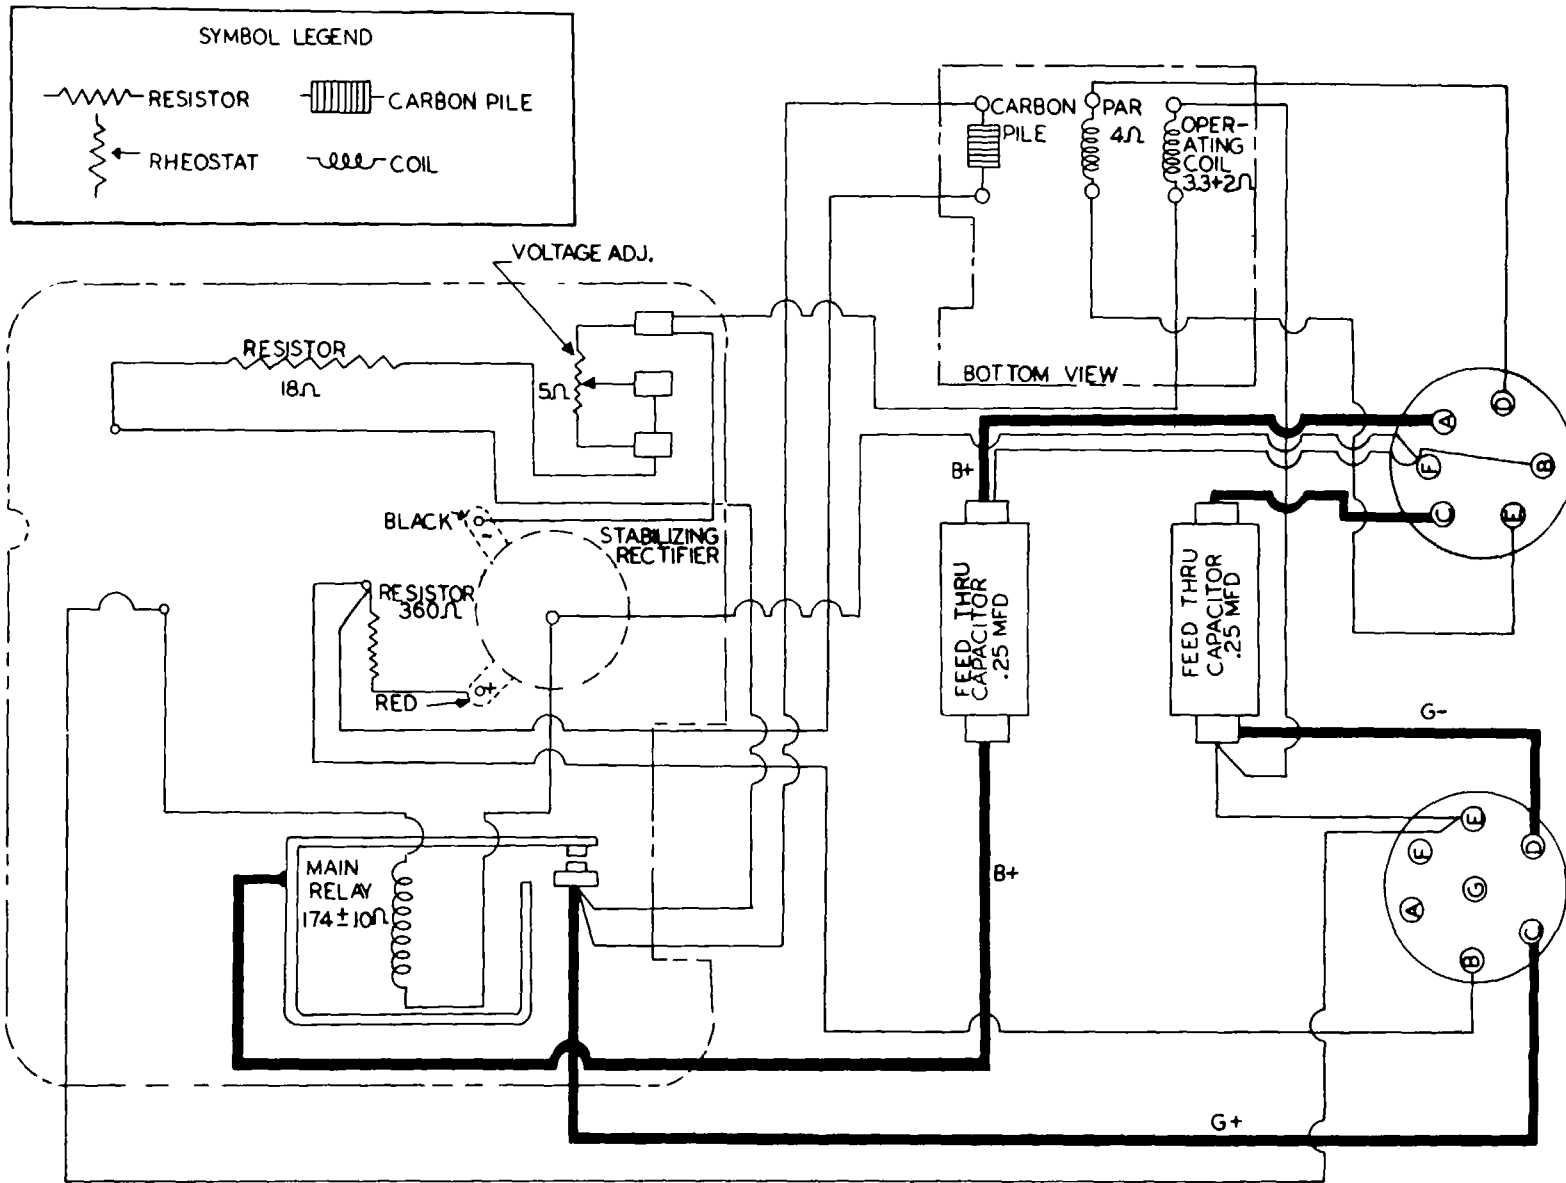 SYMBOL LEGEND
RESISTOR
CARBON PILE
RHEOSTAT
COIL
CARBON
PILE
PAR
4Ω
OPER-
ATING
COIL
3.3+2Ω
BOTTOM VIEW
VOLTAGE ADJ.
RESISTOR
18Ω
5Ω
BLACK
-
STABILIZING
RECTIFIER
RESISTOR
360Ω
RED
+
MAIN
RELAY
174±10Ω
B+
FEED THRU
CAPACITOR
.25 MFD
FEED THRU
CAPACITOR
.25 MFD
B+
G-
G+
D
A
F
B
C
E
E
F
D
G
A
C
B